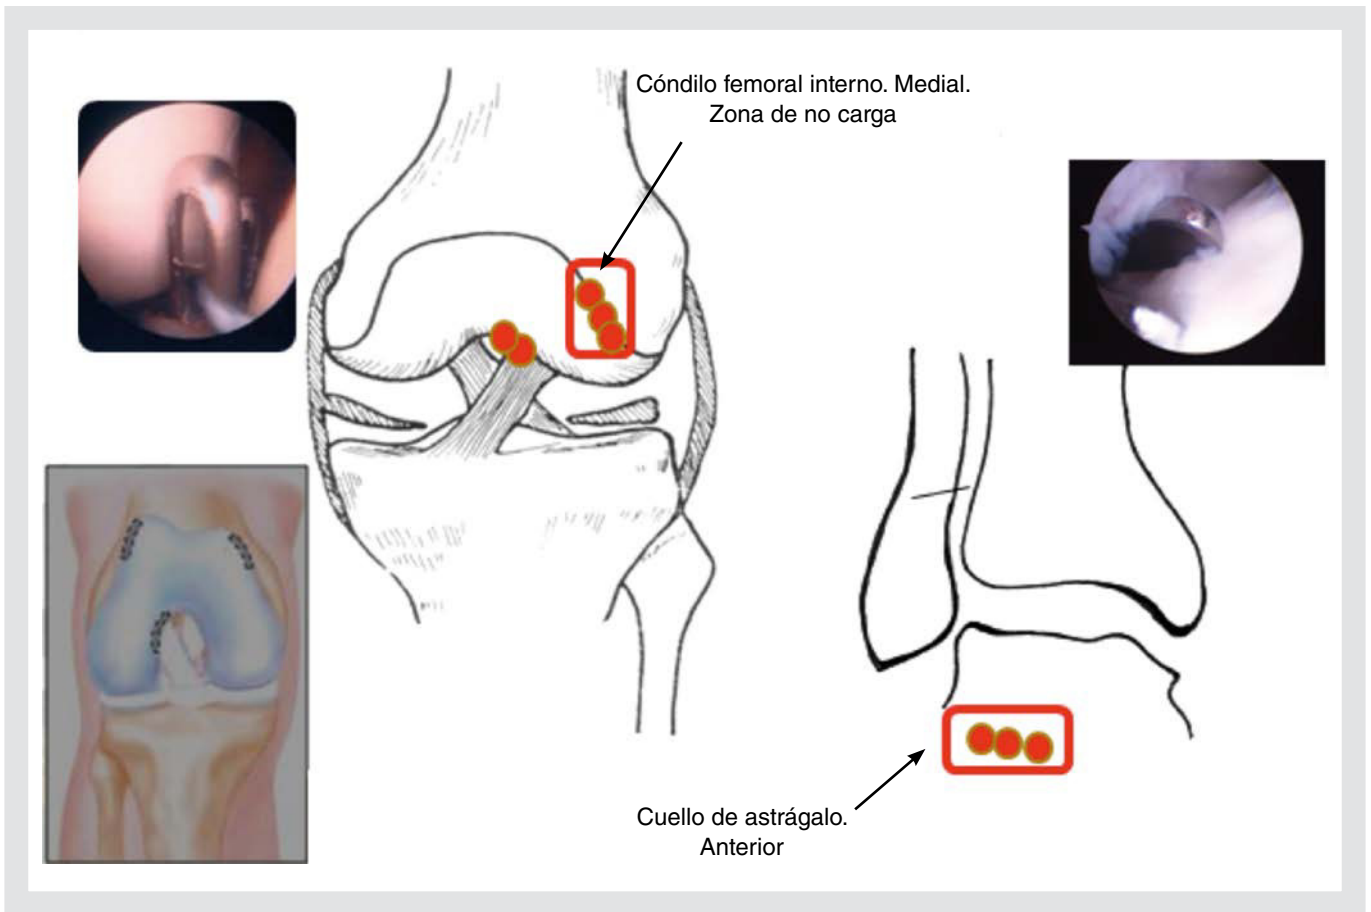 Cóndilo femoral interno. Medial.
Zona de no carga
Cuello de astrágalo.
Anterior